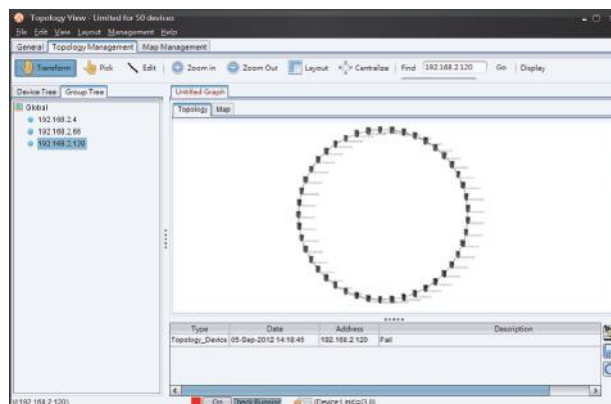 Topology View - Limited for 50 devices
File Edit View Layout Management Help
General Topology Management Map Management
Transform Pick Edit Zoom in Zoom Out Layout Centralize Find 192.168.2.120 Go Display
Device Tree Group Tree Untitled Graph
Global Topology Map
192.168.2.4
192.168.2.66
192.168.2.120
Type Date Address Description
Topology_Device 05-Sep-2012 14:18:45 192.168.2.120 Fail
On Check Running